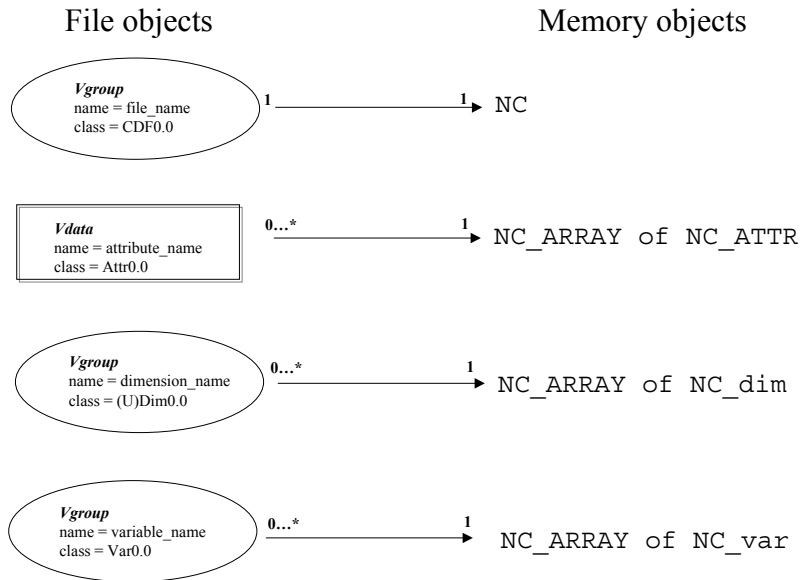 File objects
Memory objects
Vgroup
name = file_name
class = CDF0.0
1
1
NC
Vdata
name = attribute_name
class = Attr0.0
0…*
1
NC_ARRAY of NC_ATTR
Vgroup
name = dimension_name
class = (U)Dim0.0
0…*
1
NC_ARRAY of NC_dim
Vgroup
name = variable_name
class = Var0.0
0…*
1
NC_ARRAY of NC_var